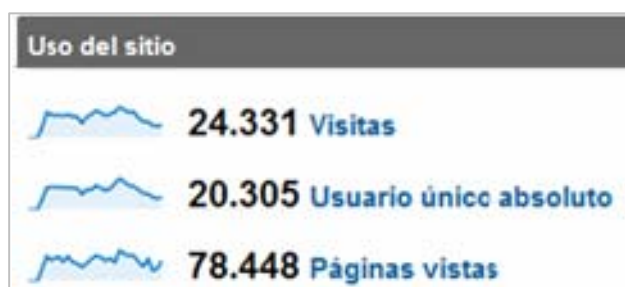 Uso del sitio
24.331 Visitas
20.305 Usuario único absoluto
78.448 Páginas vistas